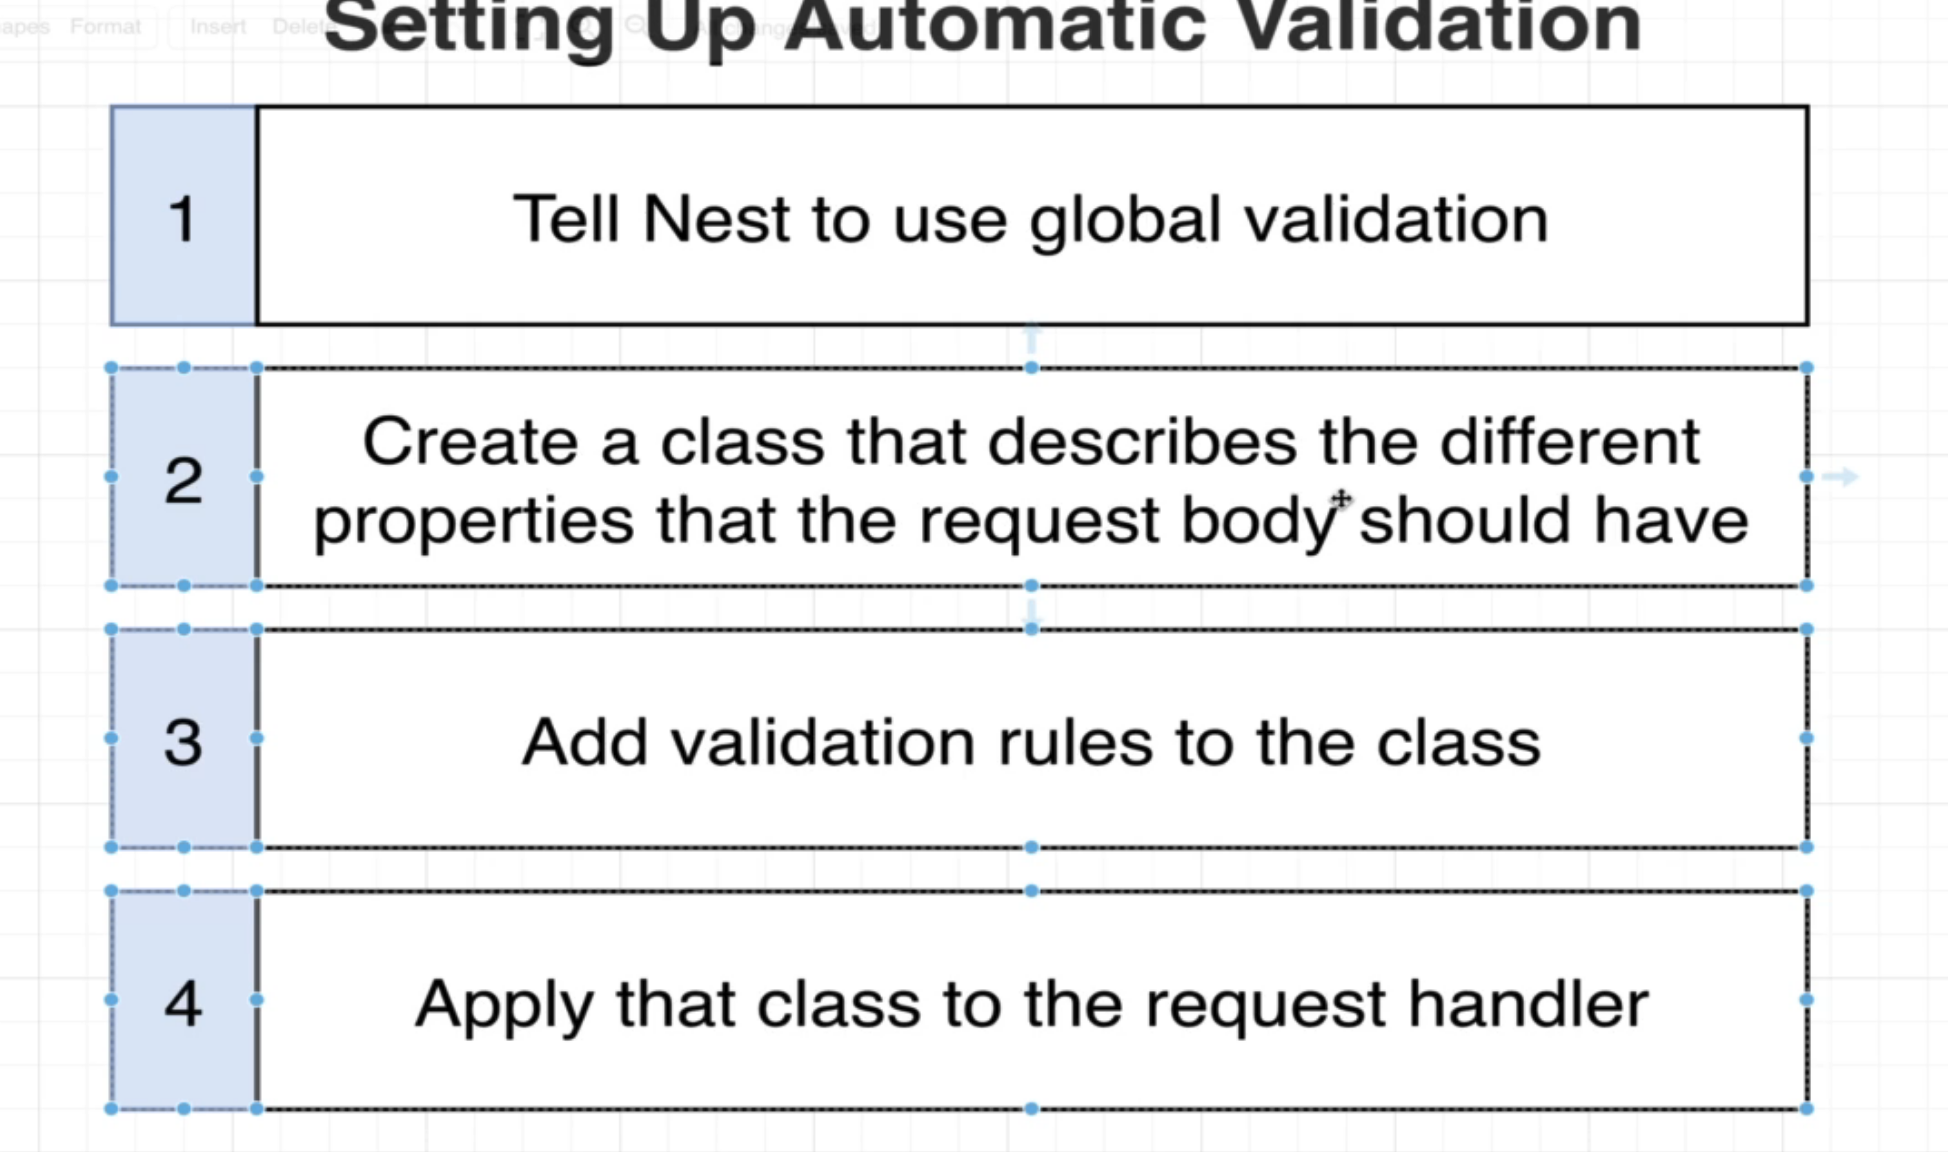 Format Insert
Setting Up Automatic Validation
1
Tell Nest to use global validation
2
Create a class that describes the different
properties that the request body should have
3
Add validation rules to the class
4
Apply that class to the request handler